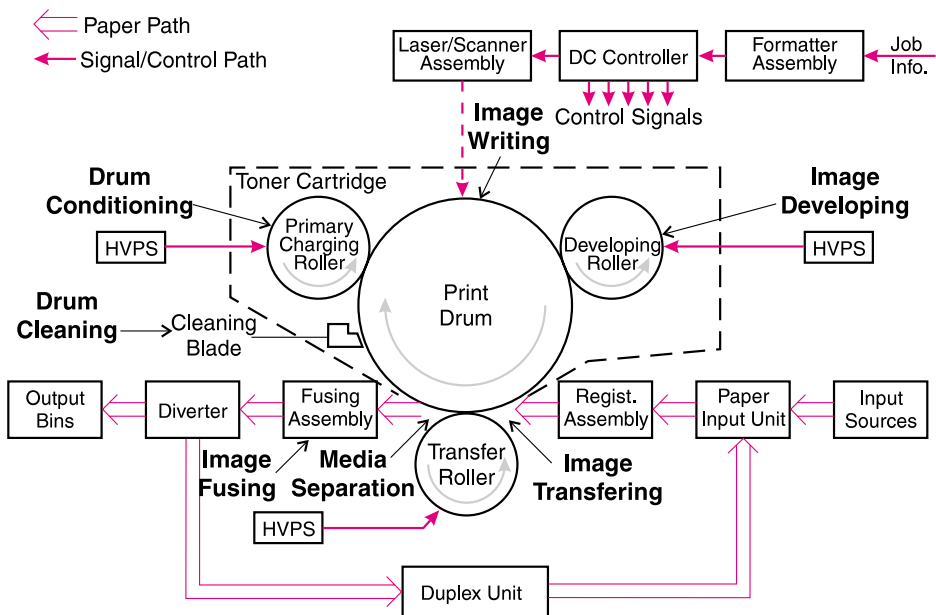 Paper Path
Signal/Control Path
Laser/Scanner
Assembly
DC Controller
Formatter
Assembly
Job
Info.
Control Signals
Image
Writing
Toner Cartridge
Drum
Conditioning
Image
Developing
Primary
Charging
Roller
Developing
Roller
HVPS
HVPS
Print
Drum
Drum
Cleaning
Cleaning
Blade
Output
Bins
Diverter
Fusing
Assembly
Regist.
Assembly
Paper
Input Unit
Input
Sources
Image
Fusing
Media
Separation
Transfer
Roller
Image
Transfering
HVPS
Duplex Unit